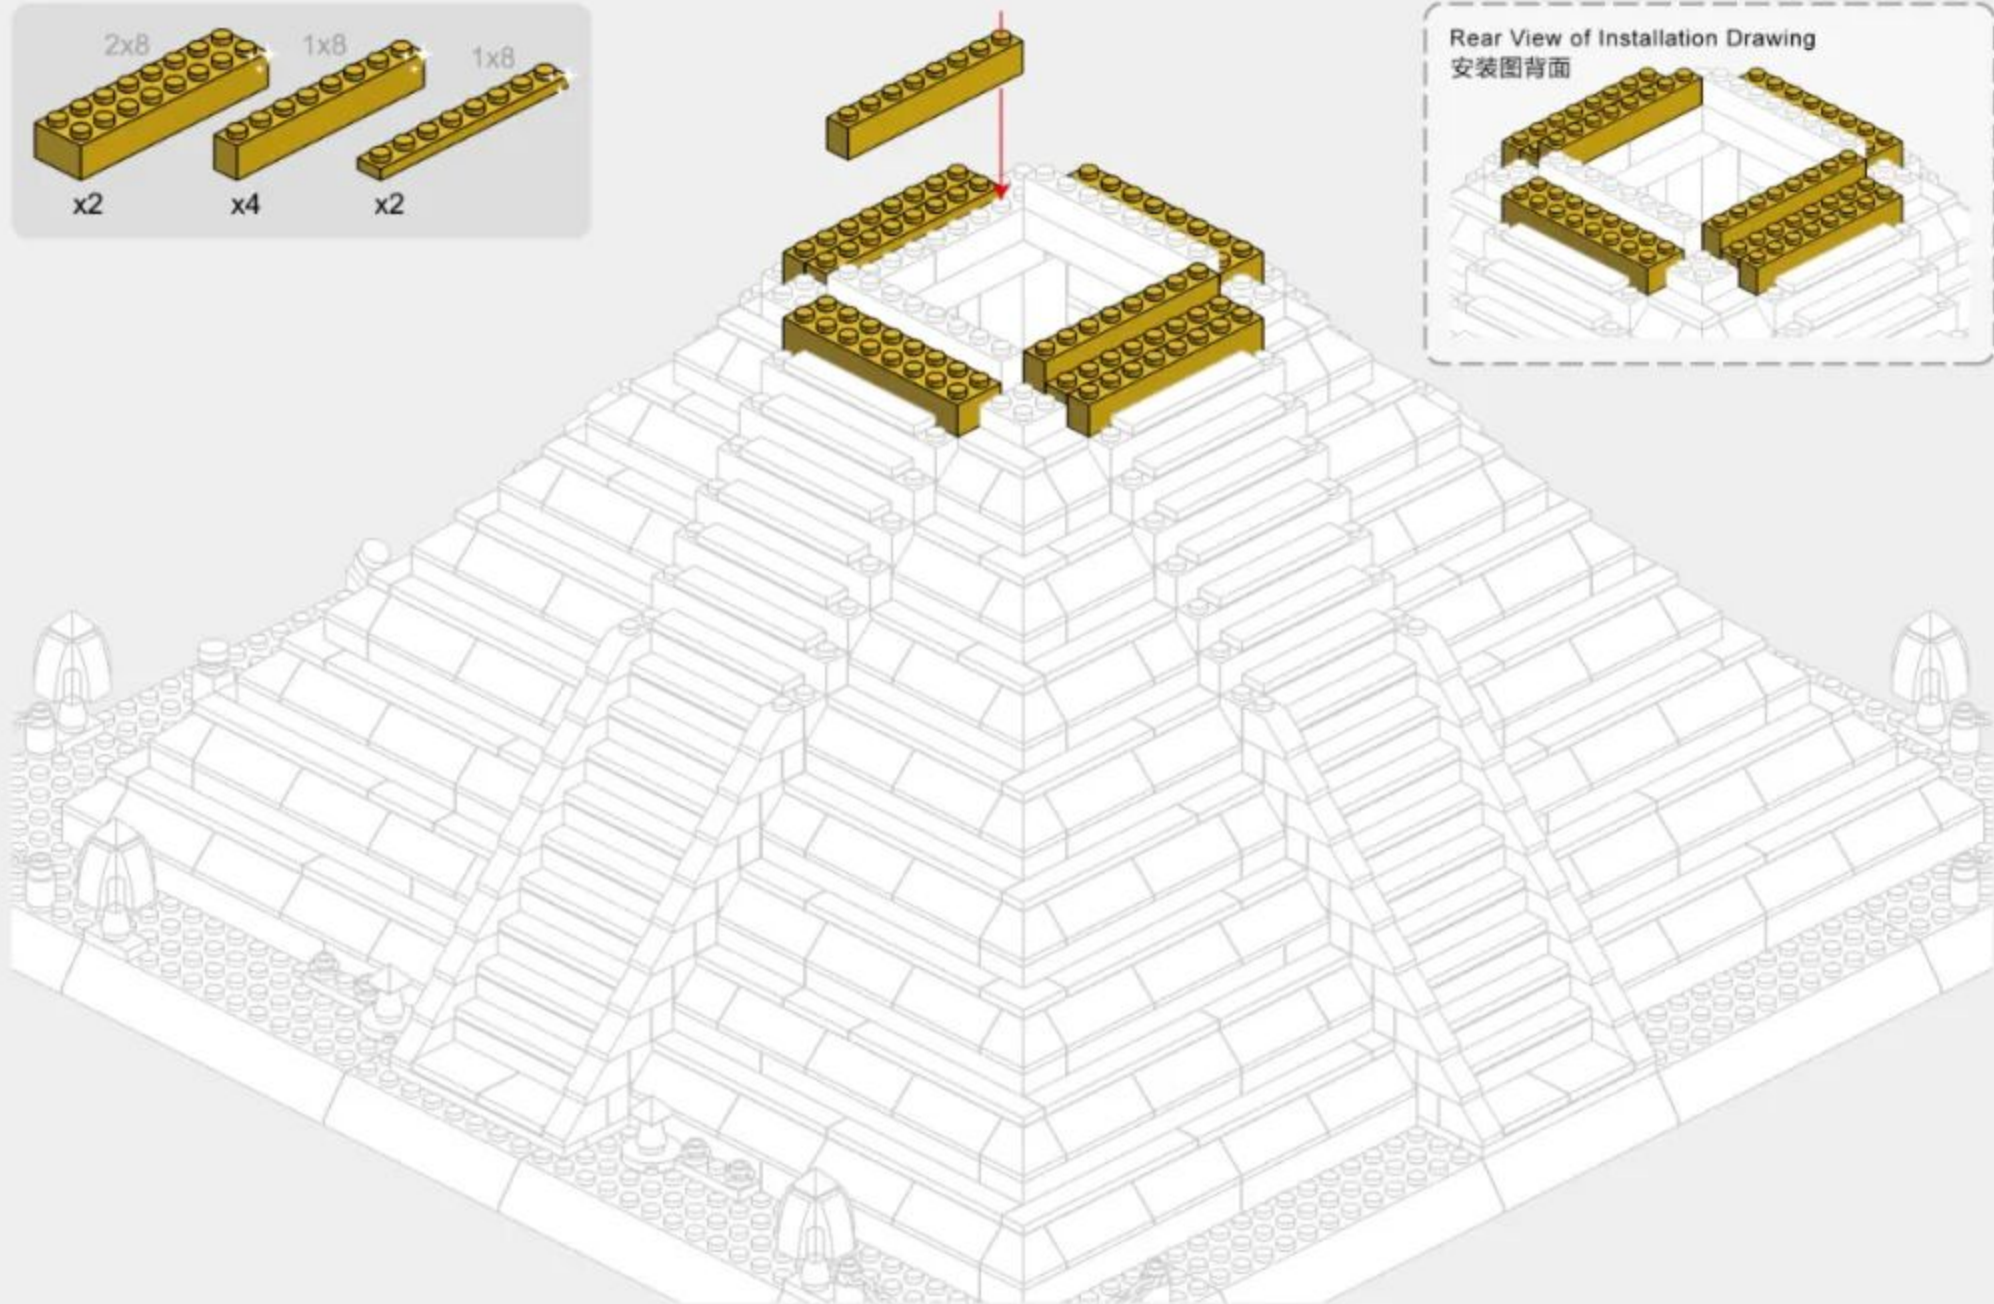 2x8
1x8
1x8
x2
x4
x2
Rear View of Installation Drawing
安装图背面